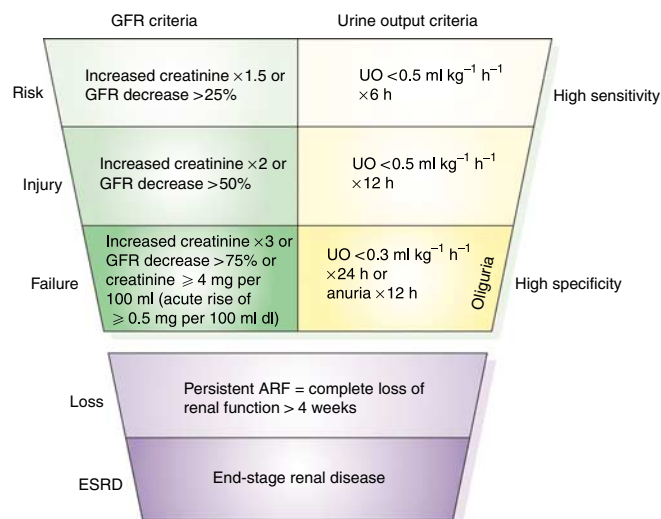 GFR criteria
Urine output criteria
Risk
Increased creatinine ×1.5 or
GFR decrease >25%
UO <0.5 ml kg⁻¹ h⁻¹
×6 h
High sensitivity
Injury
Increased creatinine ×2 or
GFR decrease >50%
UO <0.5 ml kg⁻¹ h⁻¹
×12 h
Failure
Increased creatinine ×3 or
GFR decrease >75% or
creatinine ⩾ 4 mg per
100 ml (acute rise of
⩾ 0.5 mg per 100 ml dl)
UO <0.3 ml kg⁻¹ h⁻¹
×24 h or
anuria ×12 h
Oliguria
High specificity
Loss
Persistent ARF = complete loss of
renal function > 4 weeks
ESRD
End-stage renal disease